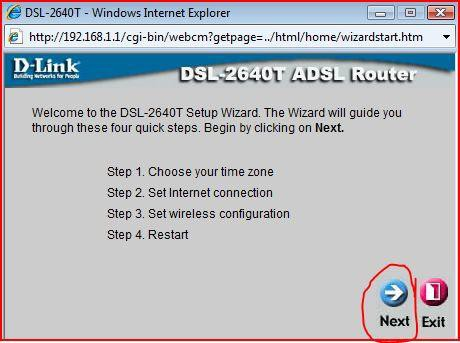 DSL-2640T - Windows Internet Explorer
http://192.168.1.1/cgi-bin/webcm?getpage=../html/home/wizardstart.htm
D-Link
Building Networks for People
DSL-2640T ADSL Router
Welcome to the DSL-2640T Setup Wizard. The Wizard will guide you
through these four quick steps. Begin by clicking on Next.
Step 1. Choose your time zone
Step 2. Set Internet connection
Step 3. Set wireless configuration
Step 4. Restart
Next Exit